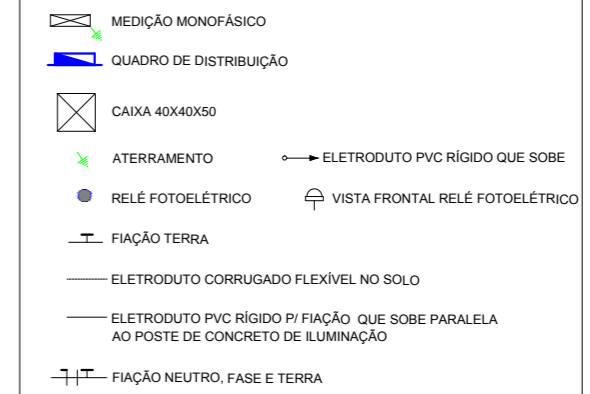 MEDIÇÃO MONOFÁSICO
QUADRO DE DISTRIBUIÇÃO
CAIXA 40X40X50
ATERRAMENTO
ELETRODUTO PVC RÍGIDO QUE SOBE
RELÉ FOTOELÉTRICO
VISTA FRONTAL RELÉ FOTOELÉTRICO
FIAÇÃO TERRA
ELETRODUTO CORRUGADO FLEXÍVEL NO SOLO
ELETRODUTO PVC RÍGIDO P/ FIAÇÃO QUE SOBE PARALELA
AO POSTE DE CONCRETO DE ILUMINAÇÃO
FIAÇÃO NEUTRO, FASE E TERRA